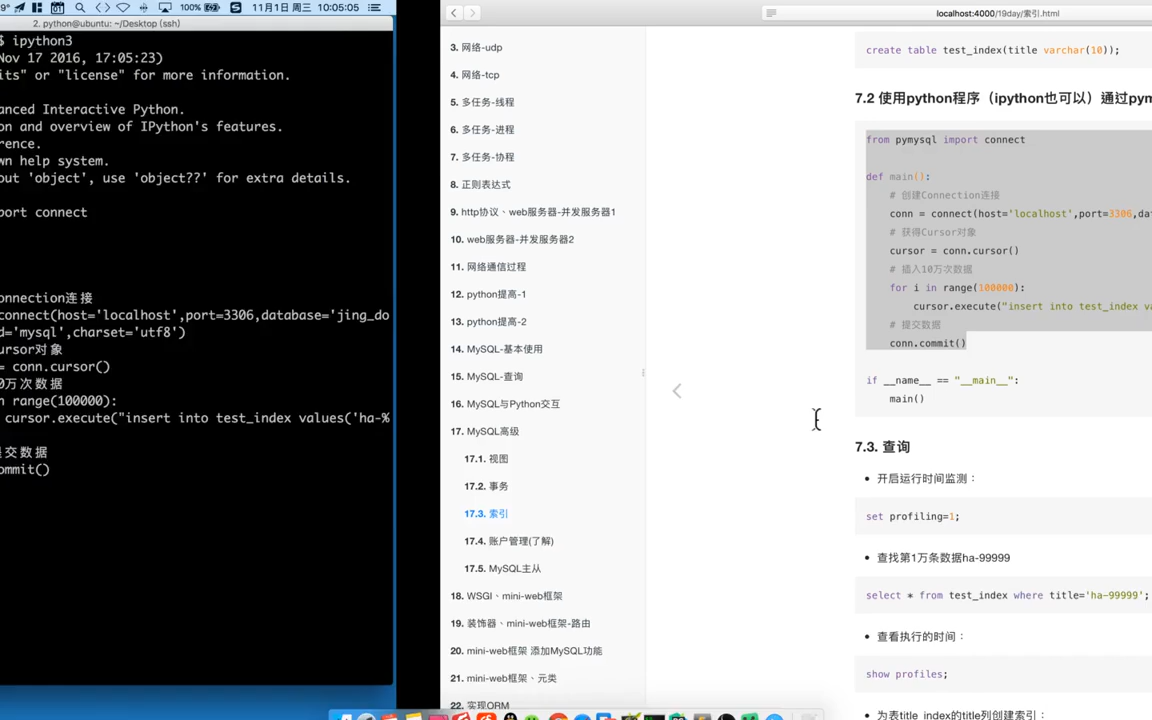 100% 11月1日 周三 10:05:05
2. python@ubuntu: ~/Desktop (ssh)
$ ipython3
Nov 17 2016, 17:05:23)
its" or "license" for more information.
anced Interactive Python.
on and overview of IPython's features.
rence.
wn help system.
out 'object', use 'object??' for extra details.
port connect
onnection连接
connect(host='localhost',port=3306,database='jing_do
d='mysql',charset='utf8')
ursor对象
= conn.cursor()
0万次数据
n range(100000):
cursor.execute("insert into test_index values('ha-%
提交数据
ommit()
localhost:4000/19day/索引.html
3. 网络-udp
4. 网络-tcp
5. 多任务-线程
6. 多任务-进程
7. 多任务-协程
8. 正则表达式
9. http协议、web服务器-并发服务器1
10. web服务器-并发服务器2
11. 网络通信过程
12. python提高-1
13. python提高-2
14. MySQL-基本使用
15. MySQL-查询
16. MySQL与Python交互
17. MySQL高级
17.1. 视图
17.2. 事务
17.3. 索引
17.4. 账户管理(了解)
17.5. MySQL主从
18. WSGI、mini-web框架
19. 装饰器、mini-web框架-路由
20. mini-web框架 添加MySQL功能
21. mini-web框架、元类
22. 实现ORM
create table test_index(title varchar(10));
7.2 使用python程序（ipython也可以）通过pym
from pymysql import connect
def main():
# 创建Connection连接
conn = connect(host='localhost',port=3306,dat
# 获得Cursor对象
cursor = conn.cursor()
# 插入10万次数据
for i in range(100000):
cursor.execute("insert into test_index va
# 提交数据
conn.commit()
if __name__ == "__main__":
main()
7.3. 查询
• 开启运行时间监测：
set profiling=1;
• 查找第1万条数据ha-99999
select * from test_index where title='ha-99999';
• 查看执行的时间：
show profiles;
• 为表title_index的title列创建索引：